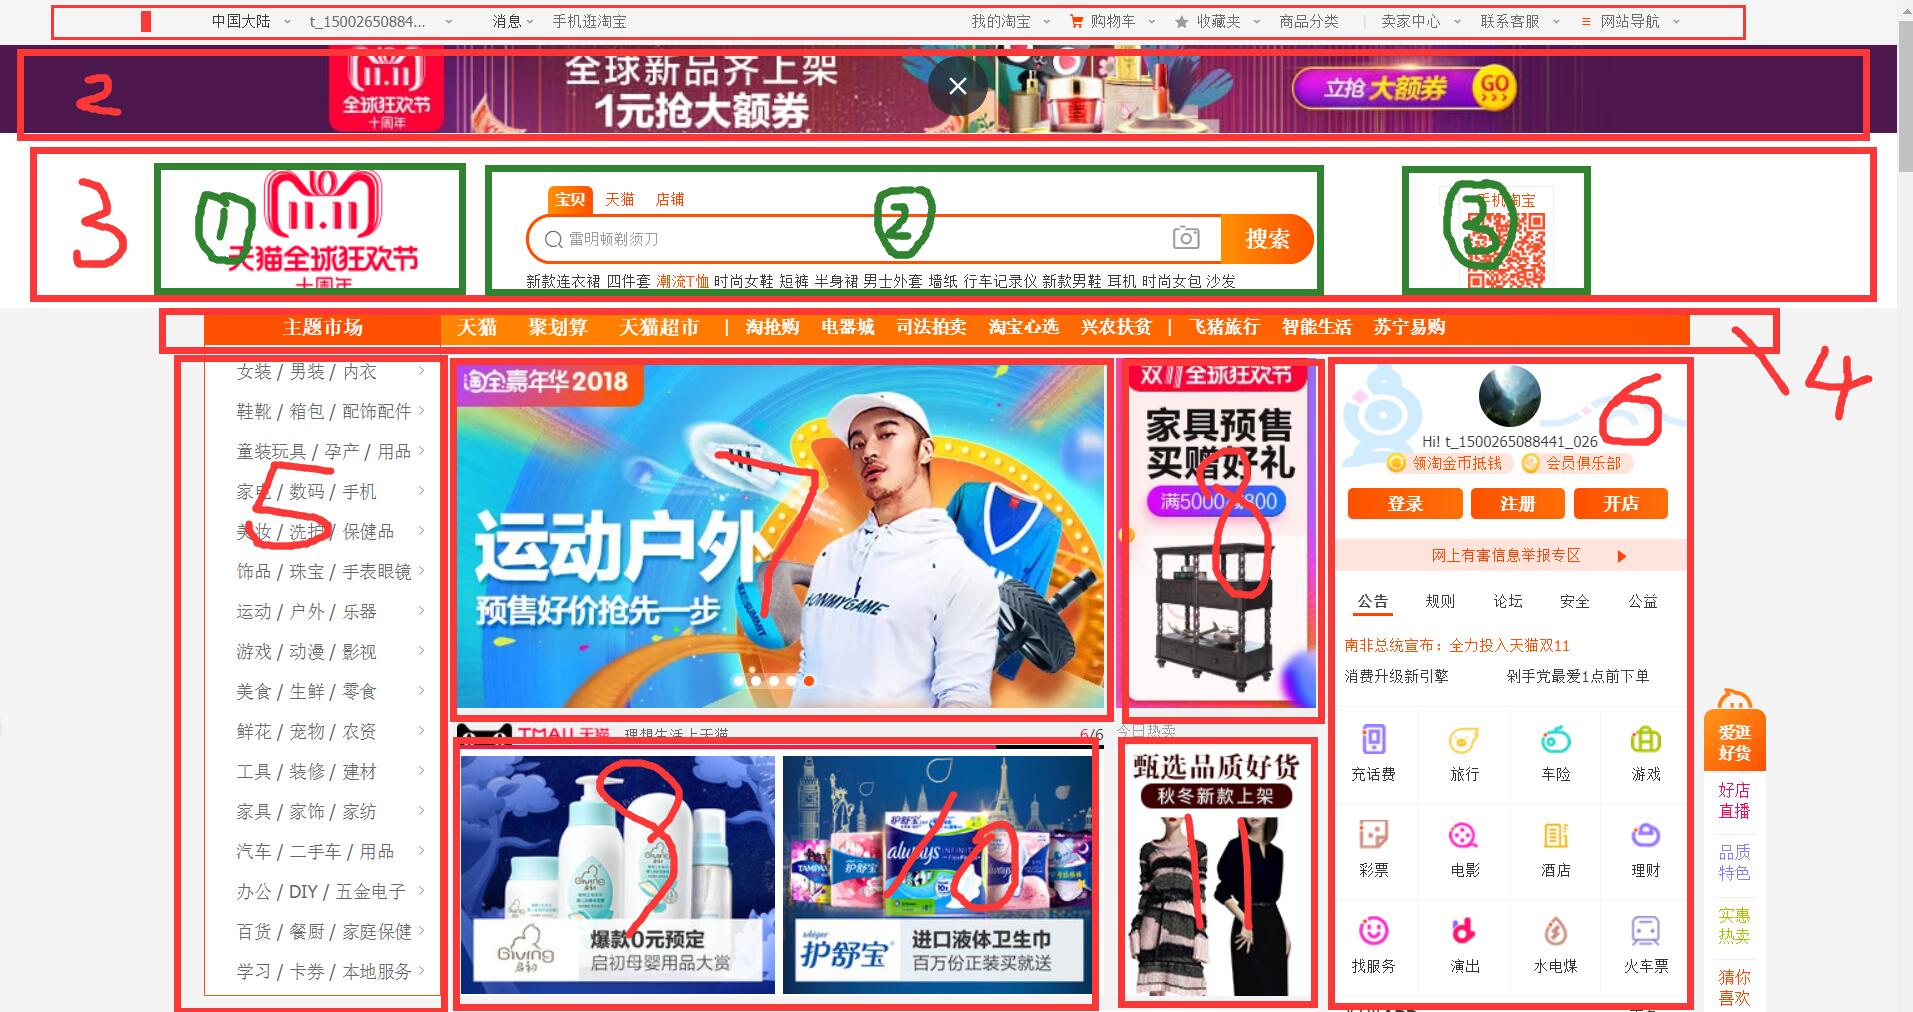 中国大陆 t_15002650884... 消息 手机逛淘宝 我的淘宝 购物车 收藏夹 商品分类 卖家中心 联系客服 网站导航
2
11.11
全球狂欢节
十周年
全球新品齐上架
1元抢大额券
立抢大额券 GO
3
①
11.11
天猫全球狂欢节
十周年
②
宝贝 天猫 店铺
雷明顿剃须刀 搜索
新款连衣裙 四件套 潮流T恤 时尚女鞋 短裤 半身裙 男士外套 墙纸 行车记录仪 新款男鞋 耳机 时尚女包 沙发
③
手机淘宝
主题市场 天猫 聚划算 天猫超市 | 淘抢购 电器城 司法拍卖 淘宝心选 兴农扶贫 | 飞猪旅行 智能生活 苏宁易购
4
5
女装 / 男装 / 内衣
鞋靴 / 箱包 / 配饰配件
童装玩具 / 孕产 / 用品
家电 / 数码 / 手机
美妆 / 洗护 / 保健品
饰品 / 珠宝 / 手表眼镜
运动 / 户外 / 乐器
游戏 / 动漫 / 影视
美食 / 生鲜 / 零食
鲜花 / 宠物 / 农资
工具 / 装修 / 建材
家具 / 家饰 / 家纺
汽车 / 二手车 / 用品
办公 / DIY / 五金电子
百货 / 餐厨 / 家庭保健
学习 / 卡券 / 本地服务
7
淘宝嘉年华2018
运动户外
预售好价抢先一步
BONMYGAME
8
双11全球狂欢节
家具预售
买赠好礼
6
Hi! t_1500265088441_026
领淘金币抵钱 会员俱乐部
登录 注册 开店
网上有害信息举报专区
公告 规则 论坛 安全 公益
南非总统宣布：全力投入天猫双11
消费升级新引擎 剁手党最爱1点前下单
充话费 旅行 车险 游戏
彩票 电影 酒店 理财
找服务 演出 水电煤 火车票
TMALL 天猫 理想生活上天猫 6/6
今日热卖
9
Giving
启初
爆款0元预定
启初母婴用品大赏
10
护舒宝
always
INFINITY
TAMPAX
whisper
护舒宝
进口液体卫生巾
百万份正装买就送
11
甄选品质好货
秋冬新款上架
爱逛
好货
好店
直播
品质
特色
实惠
热卖
猜你
喜欢